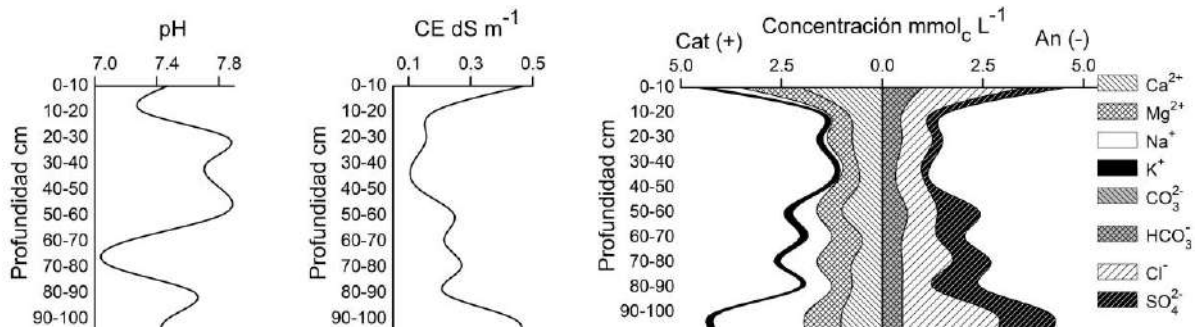 pH
7.0 7.4 7.8
Profundidad cm
0-10
10-20
20-30
30-40
40-50
50-60
60-70
70-80
80-90
90-100
CE dS m⁻¹
0.1 0.3 0.5
Profundidad cm
0-10
10-20
20-30
30-40
40-50
50-60
60-70
70-80
80-90
90-100
Concentración mmol_c L⁻¹
Cat (+) An (-)
5.0 2.5 0.0 2.5 5.0
Profundidad cm
0-10
10-20
20-30
30-40
40-50
50-60
60-70
70-80
80-90
90-100
Ca²⁺
Mg²⁺
Na⁺
K⁺
CO₃²⁻
HCO₃⁻
Cl⁻
SO₄²⁻